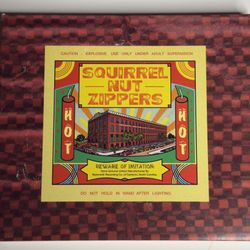 CAUTION - EXPLOSIVE USE ONLY UNDER ADULT SUPERVISION
SQUIRREL
NUT
ZIPPERS
HOT
HOT
BEWARE OF IMITATION
DO NOT HOLD IN HAND AFTER LIGHTING